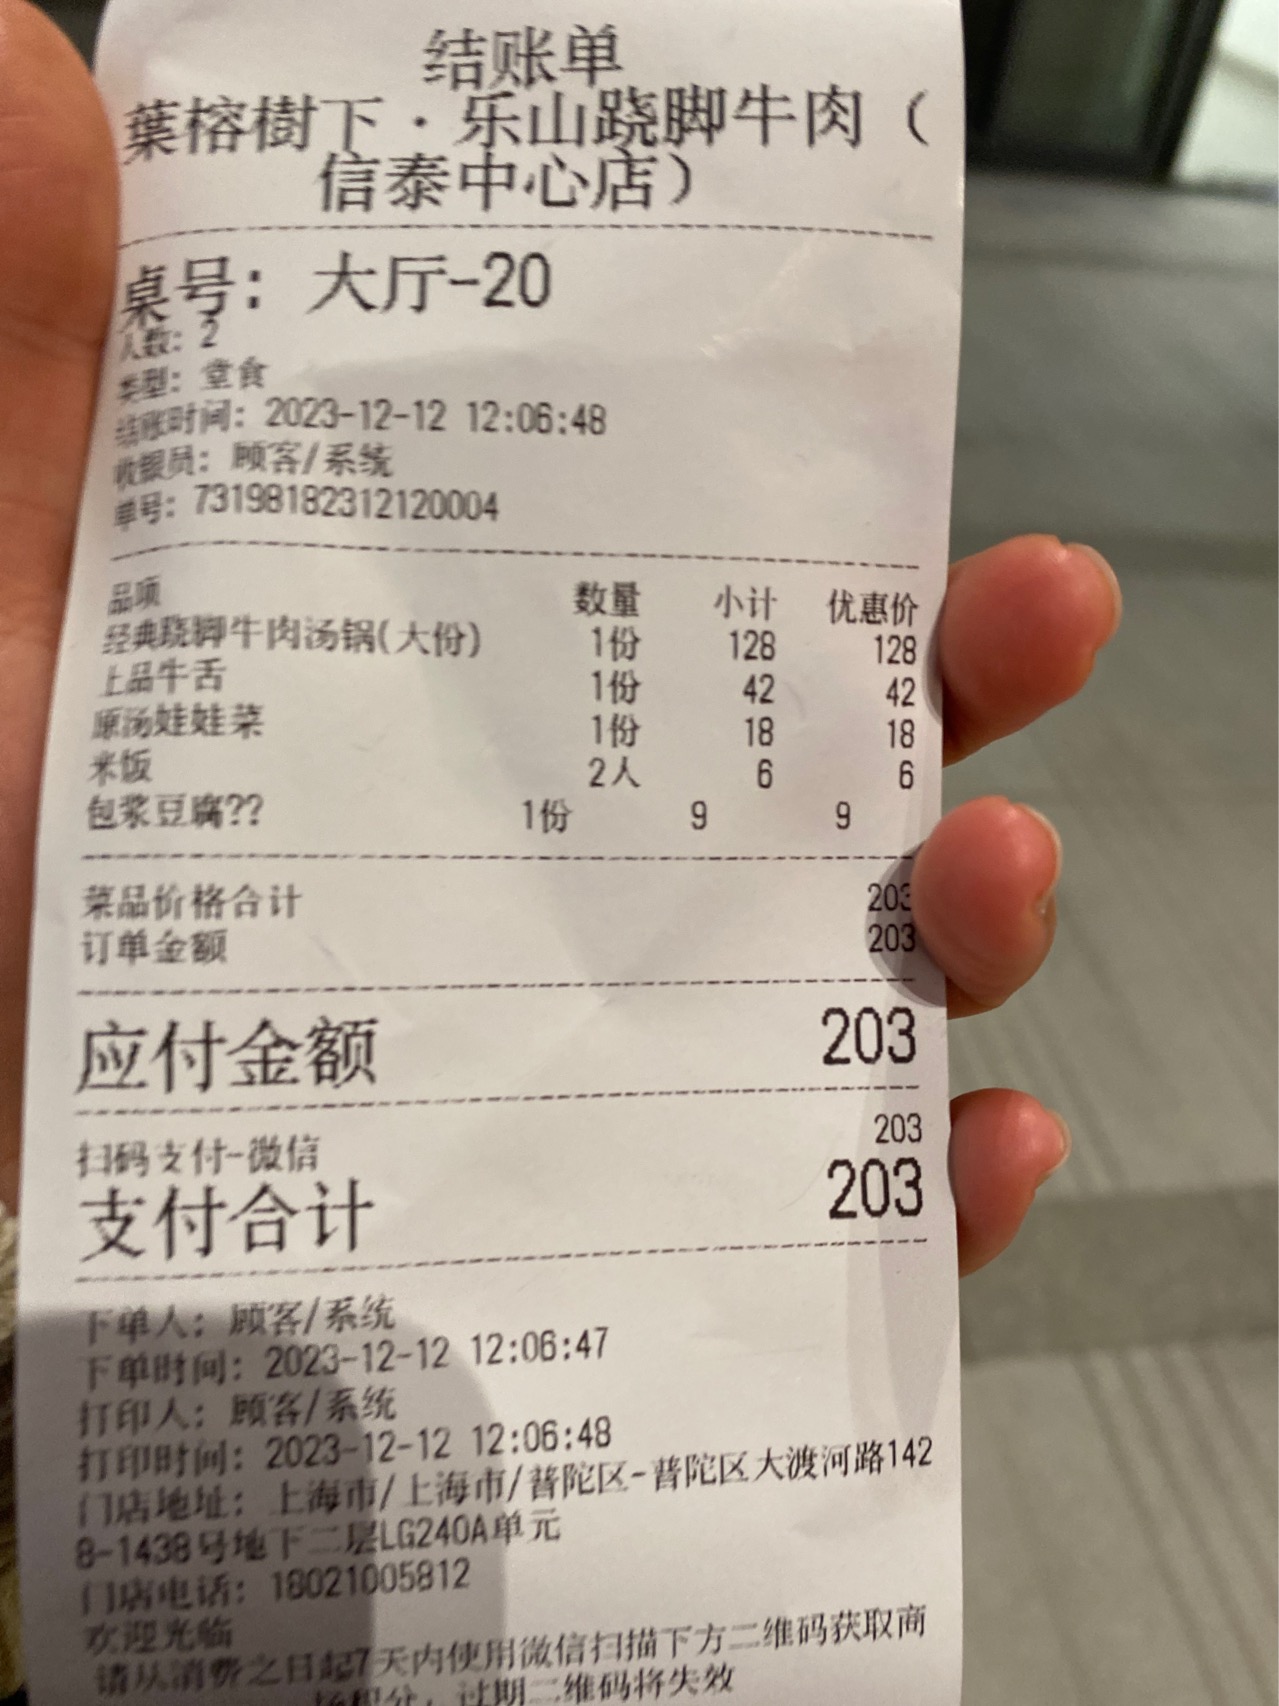 结账单
葉榕樹下·乐山跷脚牛肉（
信泰中心店）
桌号：大厅-20
人数：2
类型：堂食
结账时间：2023-12-12 12:06:48
收银员：顾客/系统
单号：73198182312120004
品项 数量 小计 优惠价
经典跷脚牛肉汤锅(大份) 1份 128 128
上品牛舌 1份 42 42
原汤娃娃菜 1份 18 18
米饭 2人 6 6
包浆豆腐?? 1份 9 9
菜品价格合计 203
订单金额 203
应付金额 203
扫码支付-微信 203
支付合计 203
下单人：顾客/系统
下单时间：2023-12-12 12:06:47
打印人：顾客/系统
打印时间：2023-12-12 12:06:48
门店地址：上海市/上海市/普陀区-普陀区大渡河路142
8-1438号地下二层LG240A单元
门店电话：18021005812
欢迎光临
请从消费之日起7天内使用微信扫描下方二维码获取商
场积分，过期二维码将失效